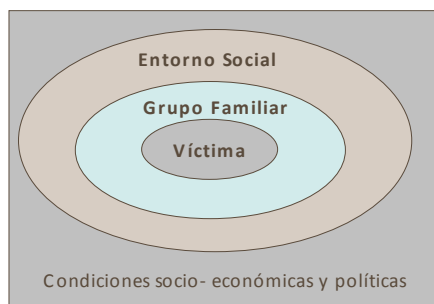 Entorno Social
Grupo Familiar
Víctima
Condiciones socio- económicas y políticas